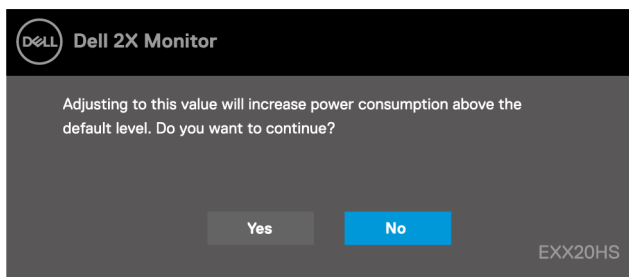 DELL Dell 2X Monitor
Adjusting to this value will increase power consumption above the
default level. Do you want to continue?
Yes No
EXX20HS